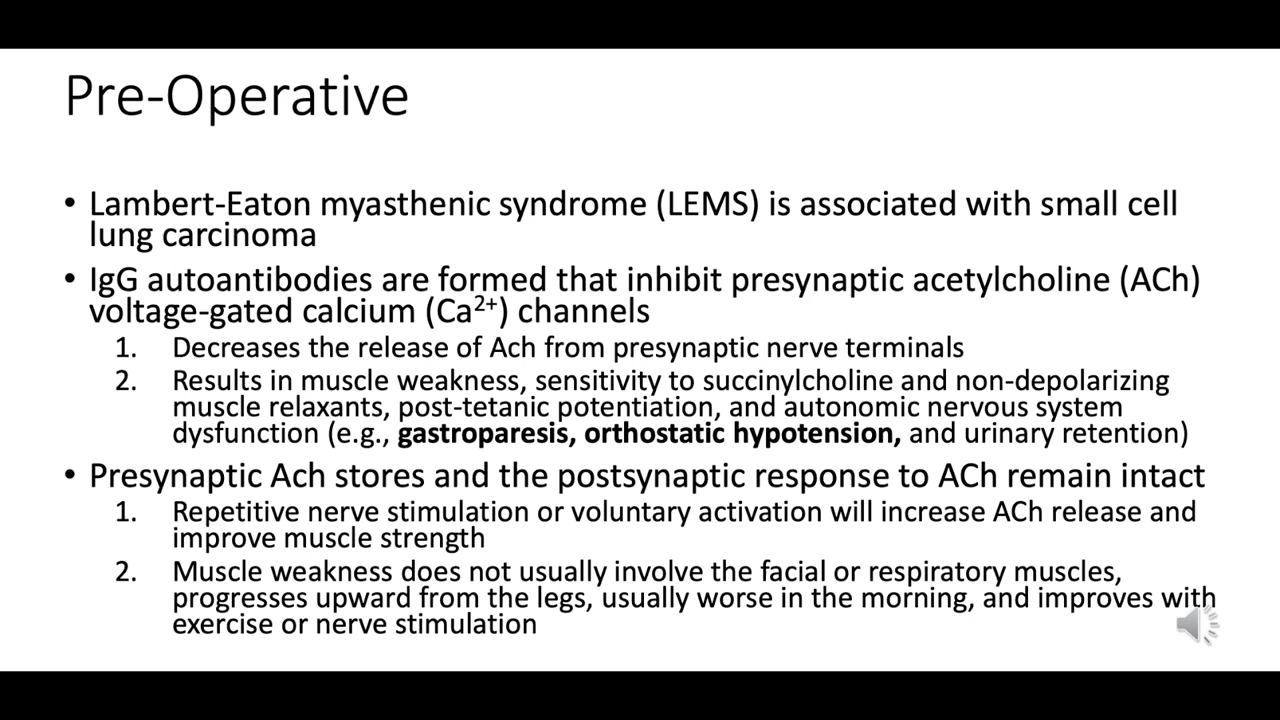 Pre-Operative
• Lambert-Eaton myasthenic syndrome (LEMS) is associated with small cell
lung carcinoma
• IgG autoantibodies are formed that inhibit presynaptic acetylcholine (ACh)
voltage-gated calcium (Ca²⁺) channels
1. Decreases the release of Ach from presynaptic nerve terminals
2. Results in muscle weakness, sensitivity to succinylcholine and non-depolarizing
muscle relaxants, post-tetanic potentiation, and autonomic nervous system
dysfunction (e.g., gastroparesis, orthostatic hypotension, and urinary retention)
• Presynaptic Ach stores and the postsynaptic response to ACh remain intact
1. Repetitive nerve stimulation or voluntary activation will increase ACh release and
improve muscle strength
2. Muscle weakness does not usually involve the facial or respiratory muscles,
progresses upward from the legs, usually worse in the morning, and improves with
exercise or nerve stimulation